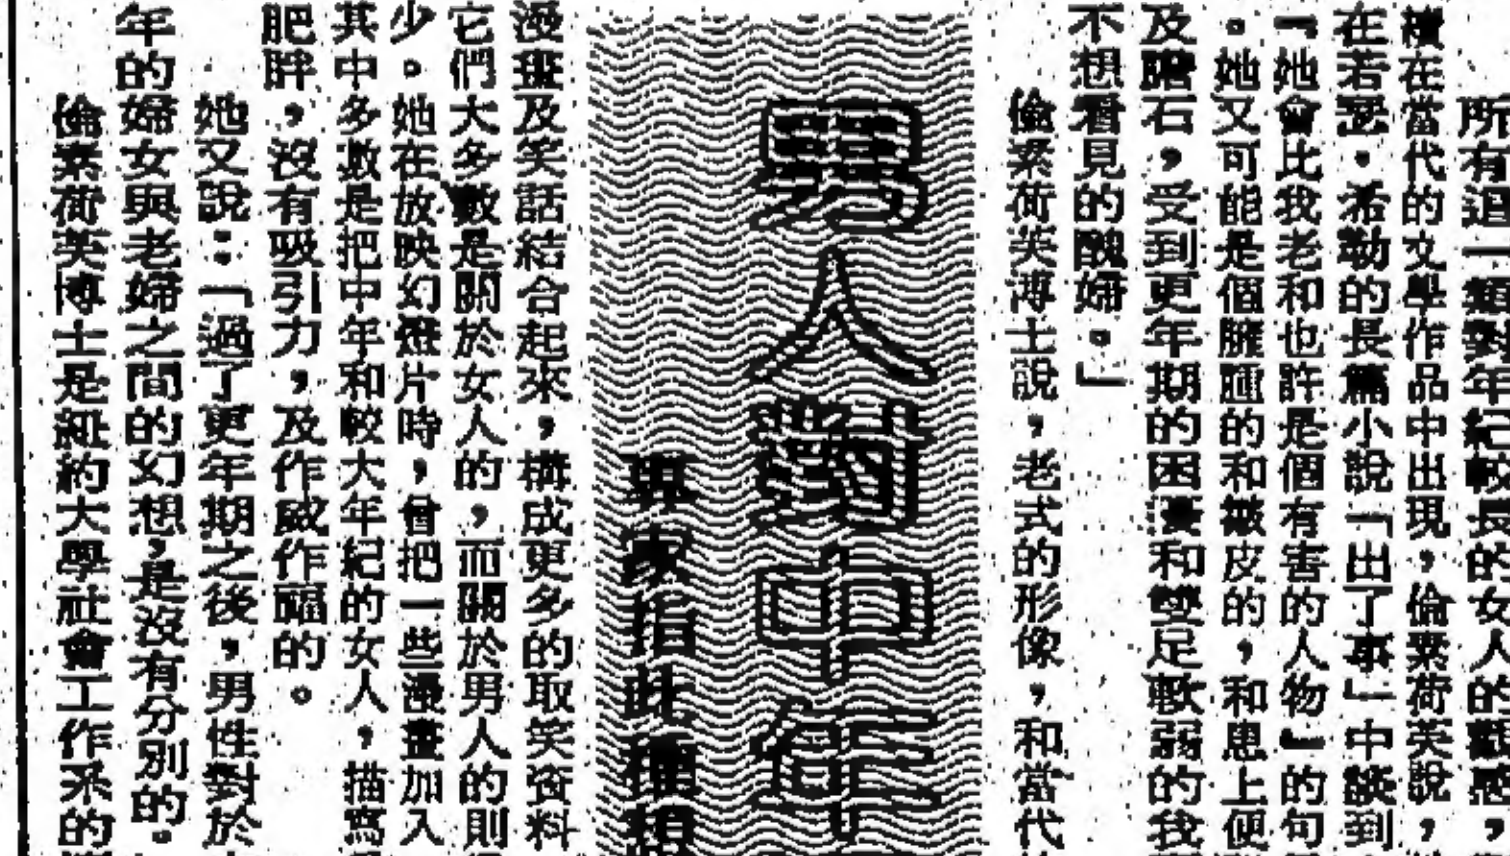 所有這一類對年紀較長的女人的厭惡，
續在當代的文學作品中出現，倫素荷芙說，
在若瑟．希勒的長篇小說「出了事」中談到
『她會比我老和也許是個有害的人物』的句
。她又可能是個臃腫的和皺皮的，和患上便
及膽石，受到更年期的困擾和雙足軟弱的我
不想看見的醜婦。」
倫素荷芙博士說，老式的形像，和當代
男人對中年
專家指此種
漫畫及笑話結合起來，構成更多的取笑資料
它們大多數是關於女人的，而關於男人的則
少。她在放映幻燈片時，曾把一些漫畫加入
其中多數是把中年和較大年紀的女人，描寫
肥胖，沒有吸引力，及作威作福的。
她又說：「過了更年期之後，男性對於
年的婦女與老婦之間的幻想，是沒有分別的。
倫素荷芙博士是紐約大學社會工作系的